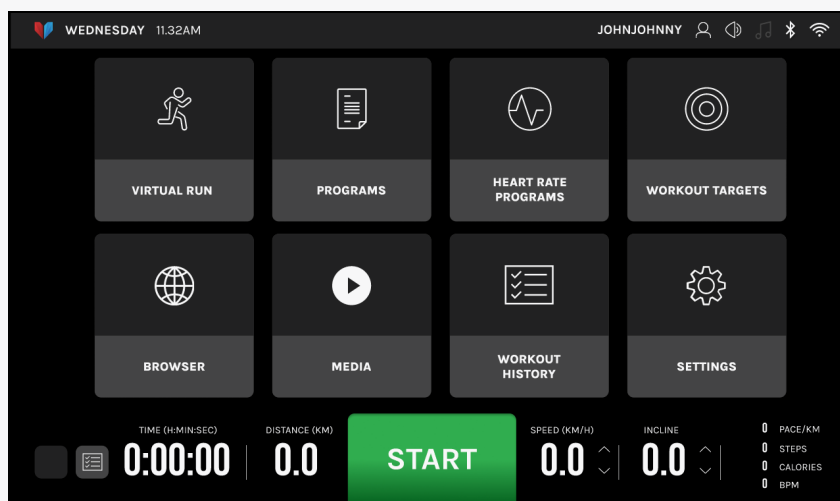 WEDNESDAY 11.32AM
JOHNJOHNNY
VIRTUAL RUN
PROGRAMS
HEART RATE
PROGRAMS
WORKOUT TARGETS
BROWSER
MEDIA
WORKOUT
HISTORY
SETTINGS
TIME (H:MIN:SEC)
0:00:00
DISTANCE (KM)
0.0
START
SPEED (KM/H)
0.0
INCLINE
0.0
0 PACE/KM
0 STEPS
0 CALORIES
0 BPM